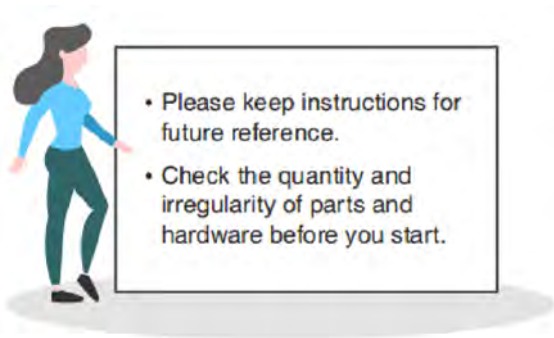 • Please keep instructions for
future reference.
• Check the quantity and
irregularity of parts and
hardware before you start.